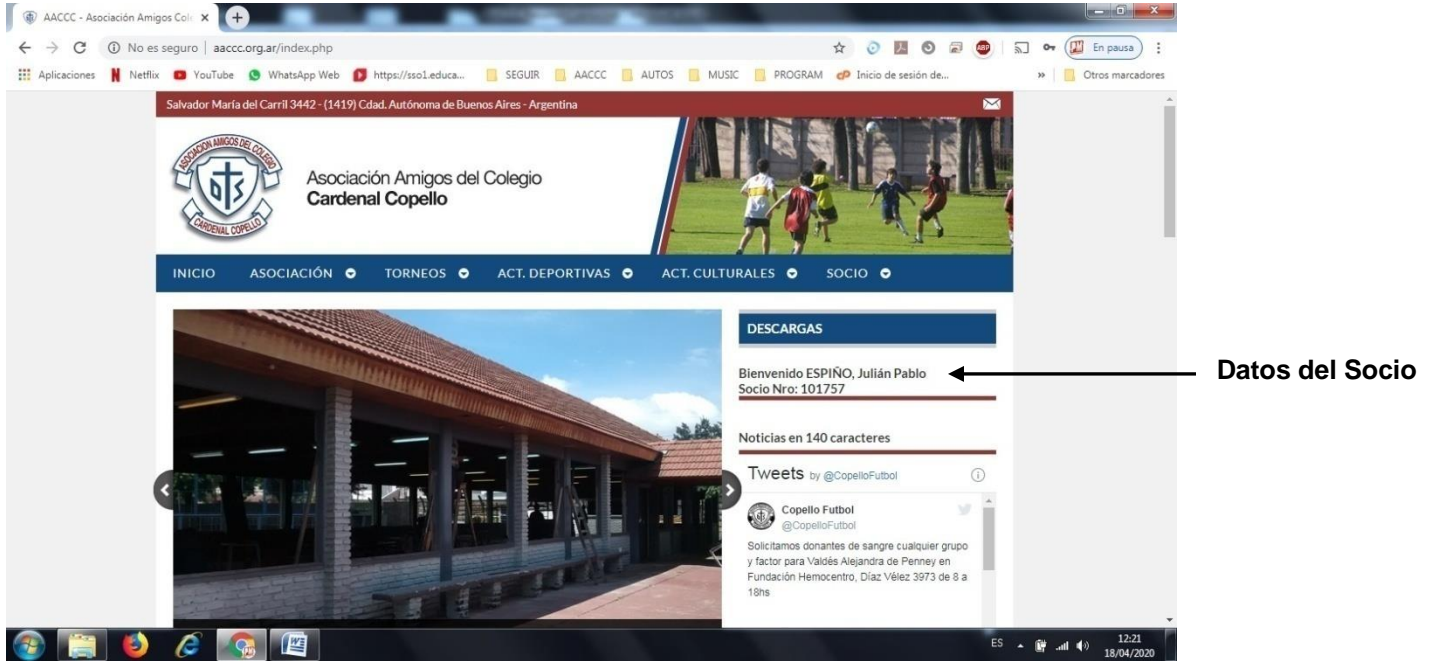 AACCC - Asociación Amigos Cole
No es seguro | aaccc.org.ar/index.php
En pausa
Aplicaciones
Netflix
YouTube
WhatsApp Web
https://sso1.educa...
SEGUIR
AACCC
AUTOS
MUSIC
PROGRAM
Inicio de sesión de...
»
Otros marcadores
Salvador María del Carril 3442 - (1419) Cdad. Autónoma de Buenos Aires - Argentina
ASOCIACION AMIGOS DEL COLEGIO
CARDENAL COPELLO
Asociación Amigos del Colegio
Cardenal Copello
INICIO
ASOCIACIÓN
TORNEOS
ACT. DEPORTIVAS
ACT. CULTURALES
SOCIO
DESCARGAS
Bienvenido ESPIÑO, Julián Pablo
Socio Nro: 101757
Datos del Socio
Noticias en 140 caracteres
Tweets by @CopelloFutbol
Copello Futbol
@CopelloFutbol
Solicitamos donantes de sangre cualquier grupo
y factor para Valdés Alejandra de Penney en
Fundación Hemocentro, Díaz Vélez 3973 de 8 a
18hs
ES
12:21
18/04/2020